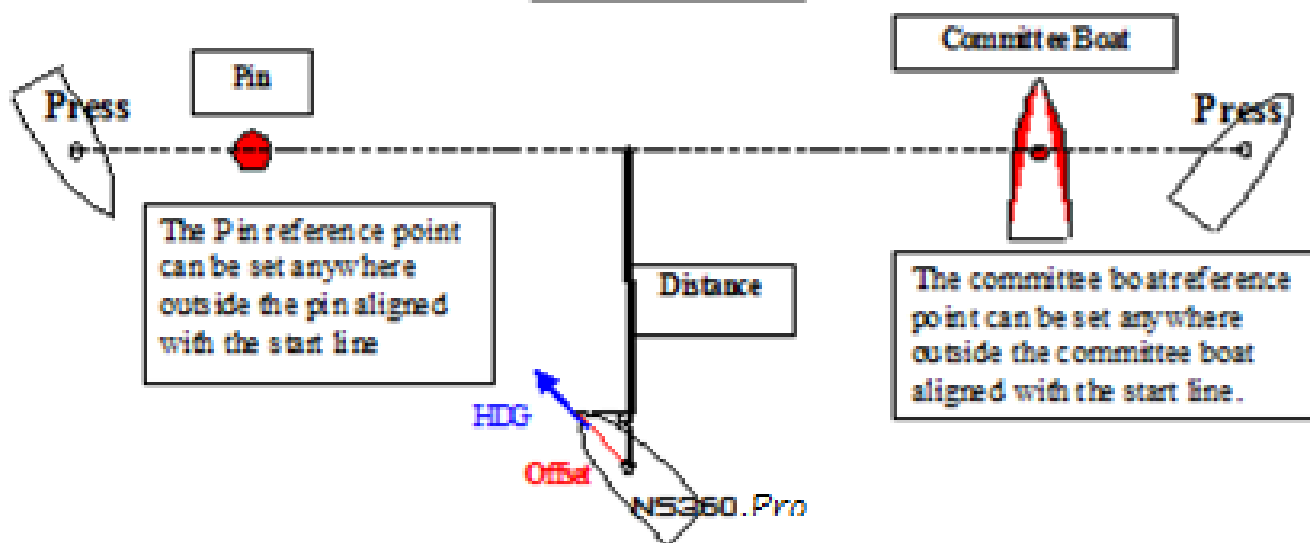 Committee Boat
Pin
Press
Press
The Pin reference point
can be set anywhere
outside the pin aligned
with the start line
Distance
The committee boat reference
point can be set anywhere
outside the committee boat
aligned with the start line.
HDG
Offset
NS360.Pro